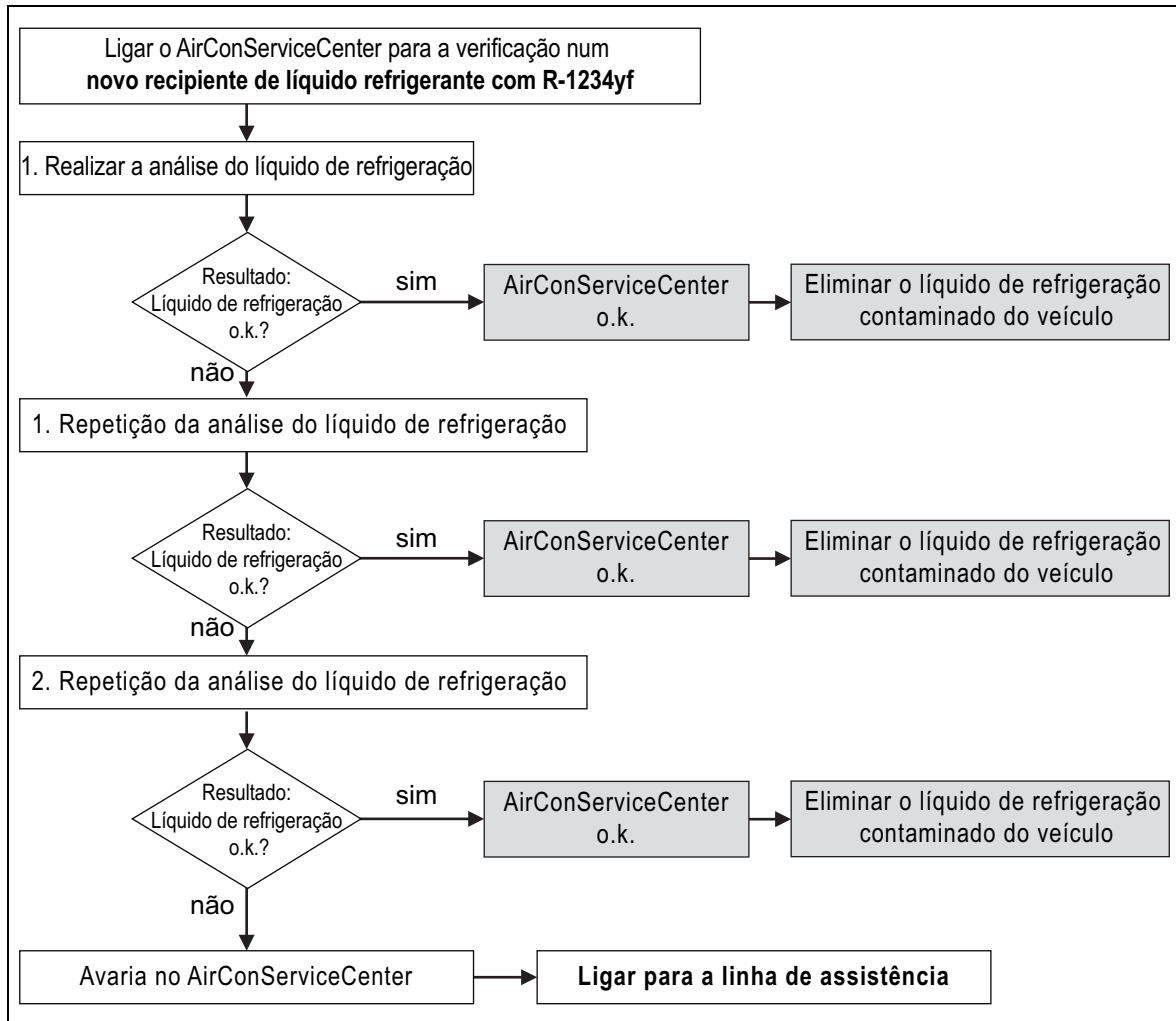 Ligar o AirConServiceCenter para a verificação num
novo recipiente de líquido refrigerante com R-1234yf
1. Realizar a análise do líquido de refrigeração
Resultado:
Líquido de refrigeração
o.k.?
sim
AirConServiceCenter
o.k.
Eliminar o líquido de refrigeração
contaminado do veículo
não
1. Repetição da análise do líquido de refrigeração
Resultado:
Líquido de refrigeração
o.k.?
sim
AirConServiceCenter
o.k.
Eliminar o líquido de refrigeração
contaminado do veículo
não
2. Repetição da análise do líquido de refrigeração
Resultado:
Líquido de refrigeração
o.k.?
sim
AirConServiceCenter
o.k.
Eliminar o líquido de refrigeração
contaminado do veículo
não
Avaria no AirConServiceCenter
Ligar para a linha de assistência